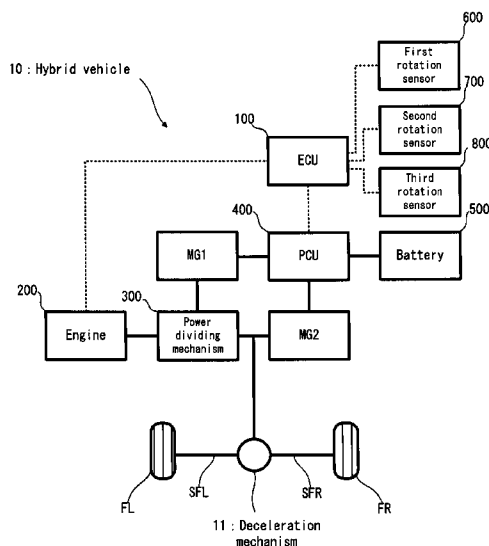 600
First
rotation
sensor
10 : Hybrid vehicle
700
Second
rotation
sensor
100
ECU
800
Third
rotation
sensor
400
500
MG1
PCU
Battery
200
300
Engine
Power
dividing
mechanism
MG2
FL
SFL
SFR
FR
11 : Deceleration
mechanism